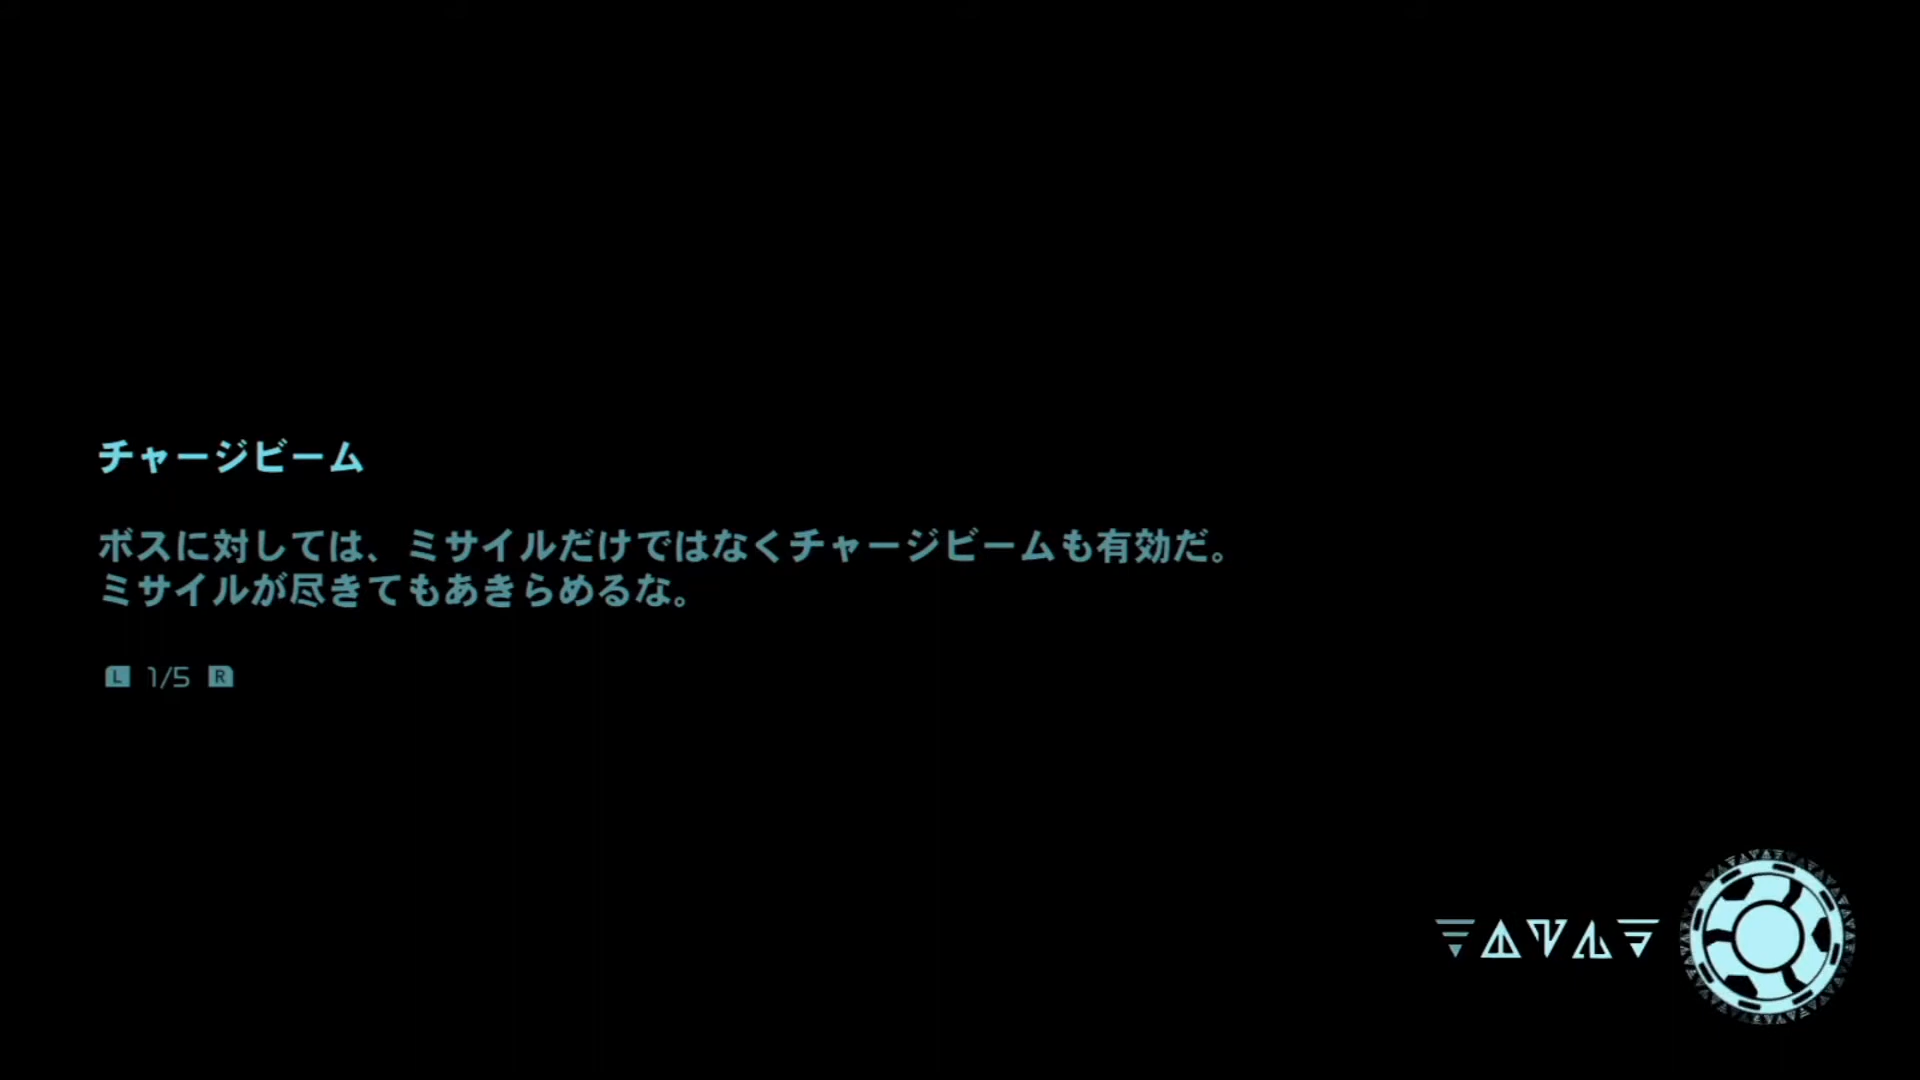 チャージビーム
ボスに対しては、ミサイルだけではなくチャージビームも有効だ。
ミサイルが尽きてもあきらめるな。
L 1/5 R